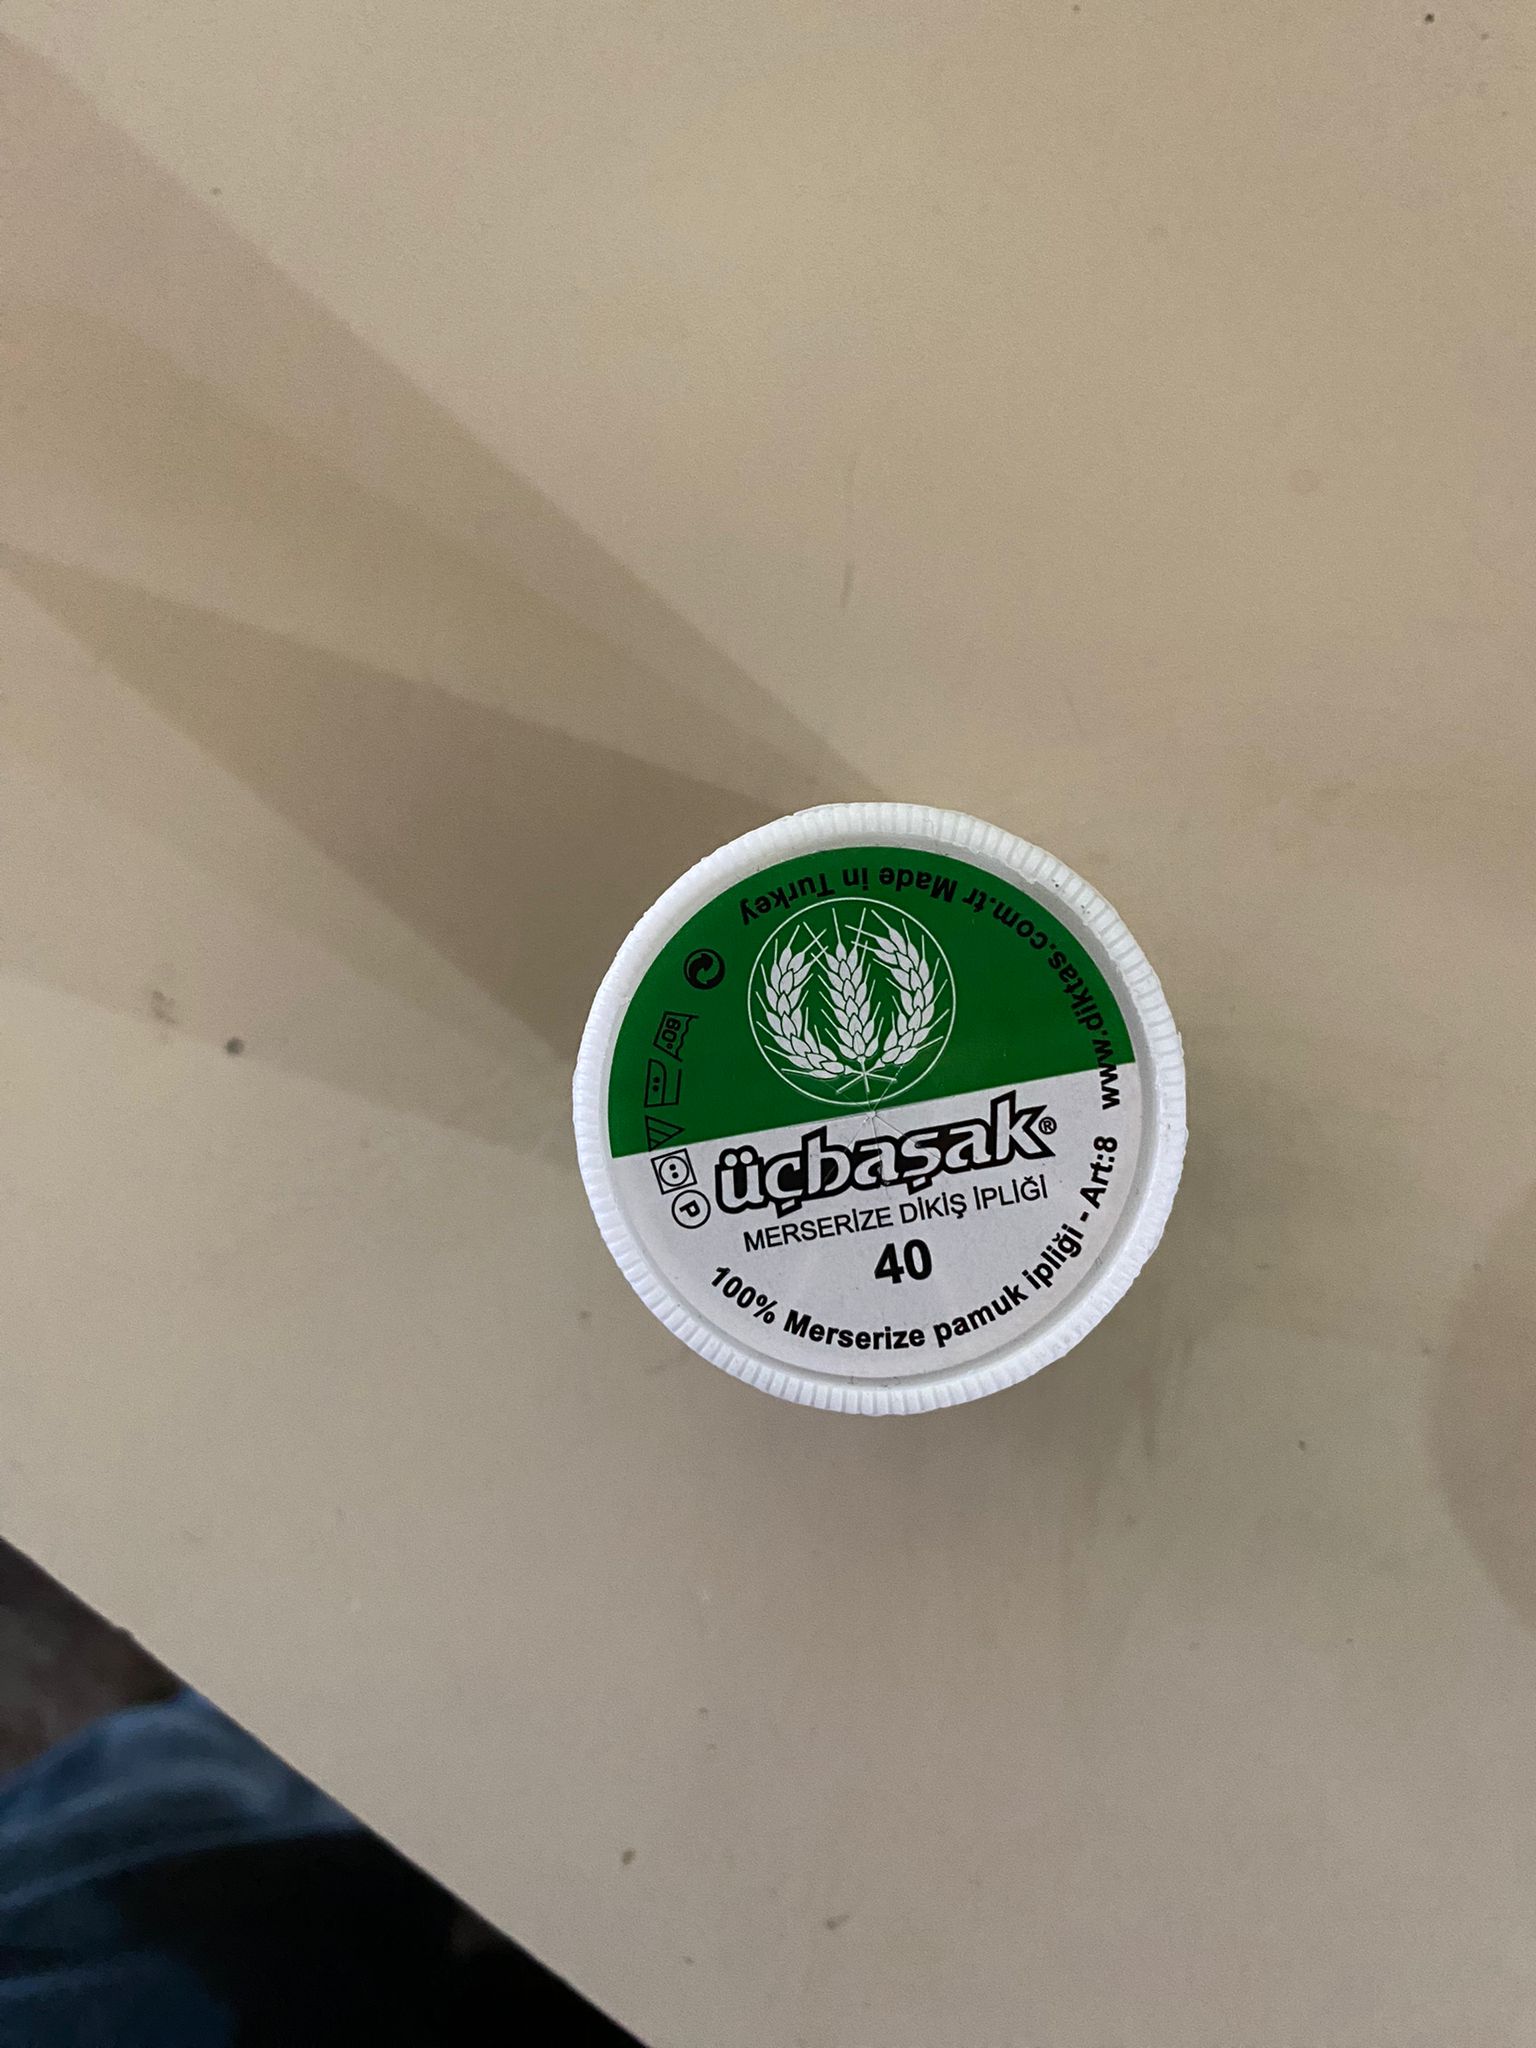 üçbaşak®
MERSERİZE DİKİŞ İPLİĞİ
40
100% Merserize pamuk ipliği - Art:8
www.diktas.com.tr Made in Turkey
60°
P